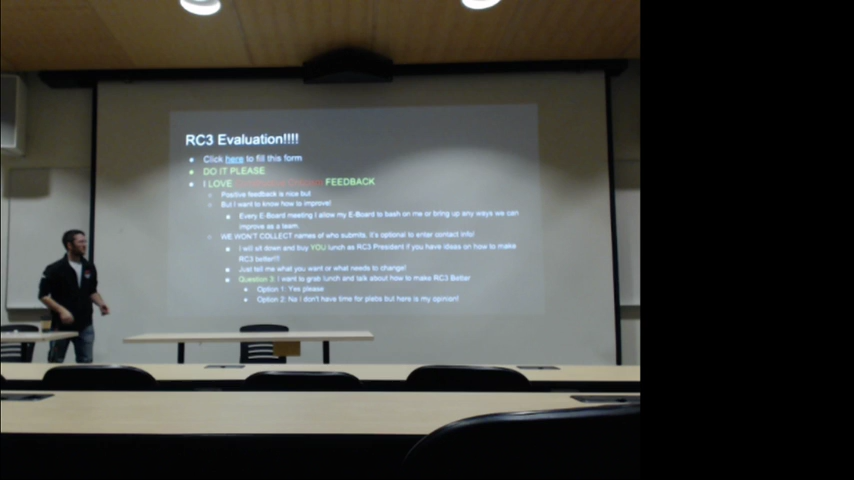 RC3 Evaluation!!!!
Click here to fill this form
DO IT PLEASE
I LOVE FEEDBACK
Positive feedback is nice but
But I want to know how to improve!
Every E-Board meeting I allow my E-Board to bash on me or bring up any ways we can
improve as a team.
WE WON'T COLLECT names of who submits. It's optional to enter contact info!
I will sit down and buy YOU lunch as RC3 President if you have ideas on how to make
RC3 better!!!
Just tell me what you want or what needs to change!
Question 3: I want to grab lunch and talk about how to make RC3 Better
Option 1: Yes please
Option 2: No I don't have time for plebs but here is my opinion!